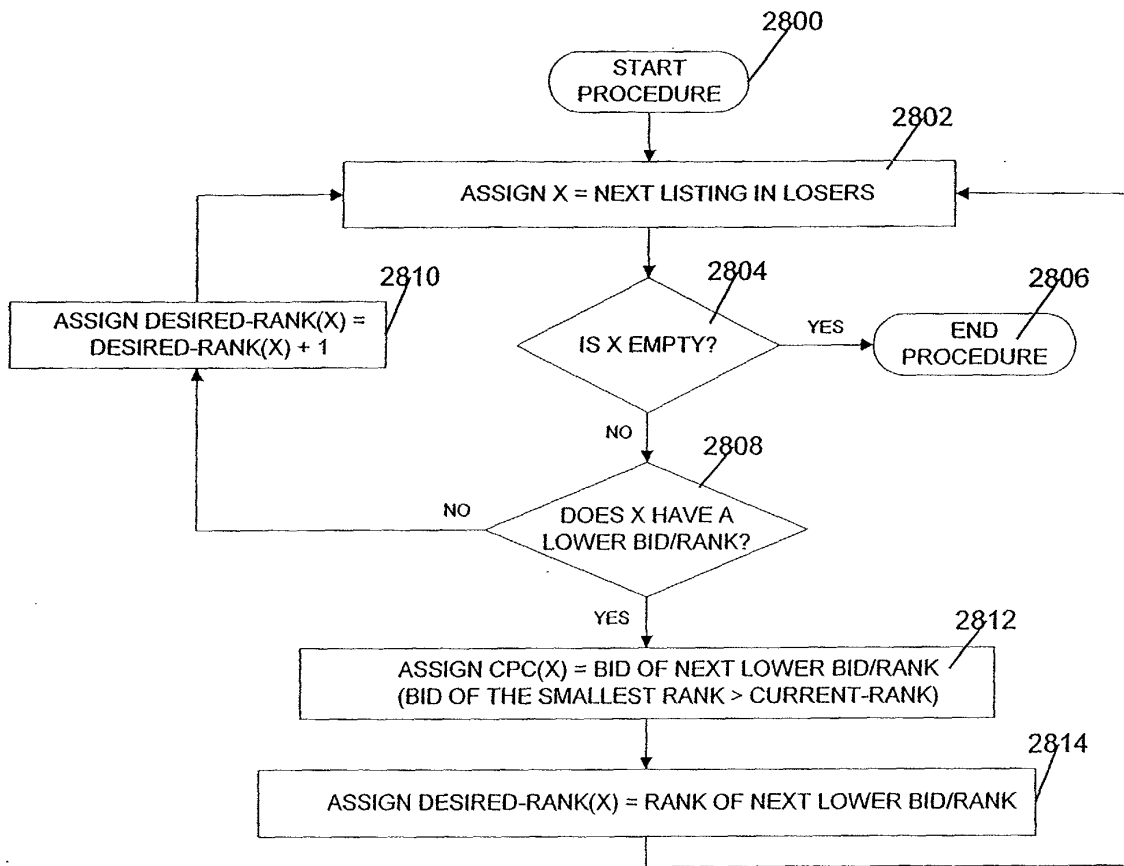 2800
START
PROCEDURE
2802
ASSIGN X = NEXT LISTING IN LOSERS
2804
IS X EMPTY?
YES
2806
END
PROCEDURE
2810
ASSIGN DESIRED-RANK(X) =
DESIRED-RANK(X) + 1
NO
2808
DOES X HAVE A
LOWER BID/RANK?
NO
YES
2812
ASSIGN CPC(X) = BID OF NEXT LOWER BID/RANK
(BID OF THE SMALLEST RANK > CURRENT-RANK)
2814
ASSIGN DESIRED-RANK(X) = RANK OF NEXT LOWER BID/RANK